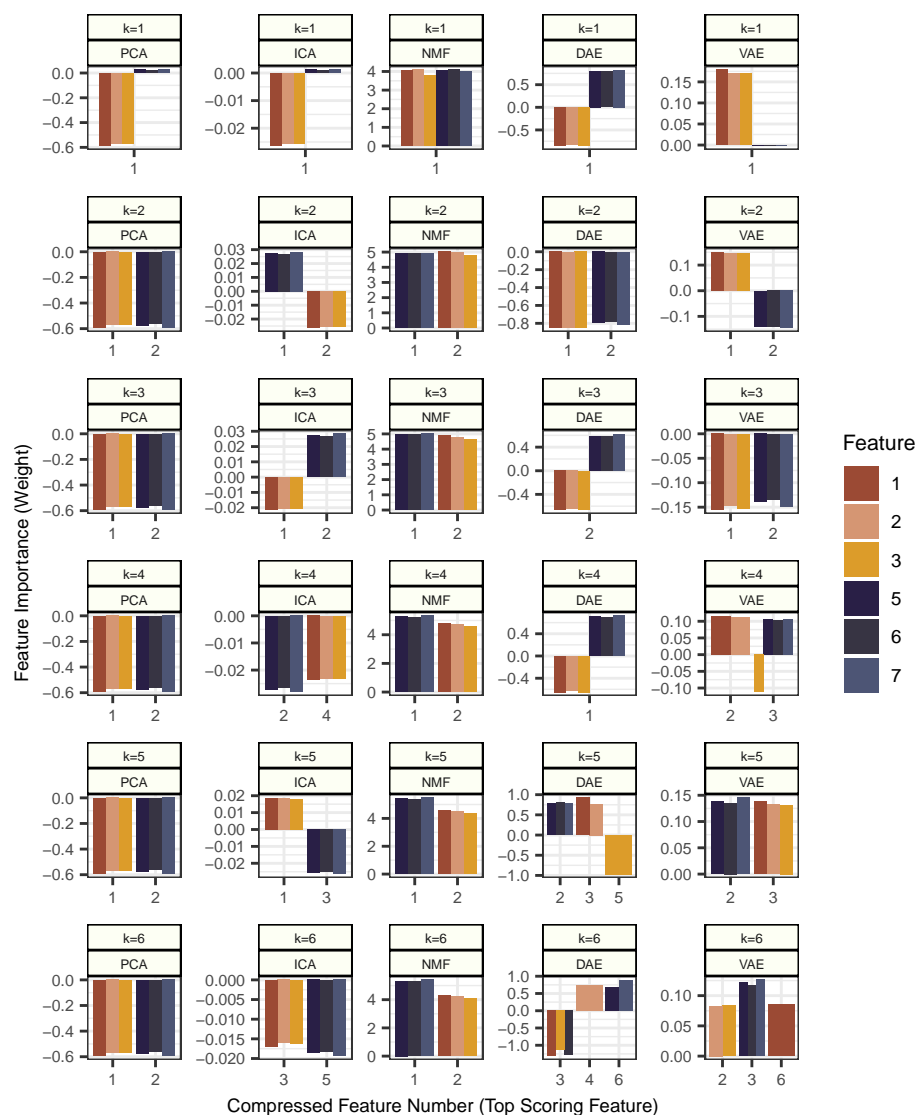 k=1 k=1 k=1 k=1 k=1
PCA ICA NMF DAE VAE
0.0 −0.2 −0.4 −0.6
0.00 −0.01 −0.02
4 3 2 1 0
0.5 0.0 −0.5
0.15 0.10 0.05 0.00
1 1 1 1 1
k=2 k=2 k=2 k=2 k=2
PCA ICA NMF DAE VAE
0.0 −0.2 −0.4 −0.6
0.03 0.02 0.01 0.00 −0.01 −0.02
5 4 3 2 1 0
0.0 −0.2 −0.4 −0.6 −0.8
0.1 0.0 −0.1
1 2 1 2 1 2 1 2 1 2
k=3 k=3 k=3 k=3 k=3
PCA ICA NMF DAE VAE
0.0 −0.2 −0.4 −0.6
0.03 0.02 0.01 0.00 −0.01 −0.02
5 4 3 2 1 0
0.4 0.0 −0.4
0.00 −0.05 −0.10 −0.15
1 2 1 2 1 2 2 1 2
k=4 k=4 k=4 k=4 k=4
PCA ICA NMF DAE VAE
0.0 −0.2 −0.4 −0.6
0.00 −0.01 −0.02
4 2 0
0.4 0.0 −0.4
0.10 0.05 0.00 −0.05 −0.10
1 2 2 4 1 2 1 2 3
k=5 k=5 k=5 k=5 k=5
PCA ICA NMF DAE VAE
0.0 −0.2 −0.4 −0.6
0.02 0.01 0.00 −0.01 −0.02
4 2 0
1.0 0.5 0.0 −0.5 −1.0
0.15 0.10 0.05 0.00
1 2 1 3 1 2 2 3 5 2 3
k=6 k=6 k=6 k=6 k=6
PCA ICA NMF DAE VAE
0.0 −0.2 −0.4 −0.6
0.000 −0.005 −0.010 −0.015 −0.020
4 2 0
1.0 0.5 0.0 −0.5 −1.0
0.10 0.05 0.00
1 2 3 5 1 2 3 4 6 2 3 6
Compressed Feature Number (Top Scoring Feature)
Feature Importance (Weight)
Feature
1
2
3
5
6
7